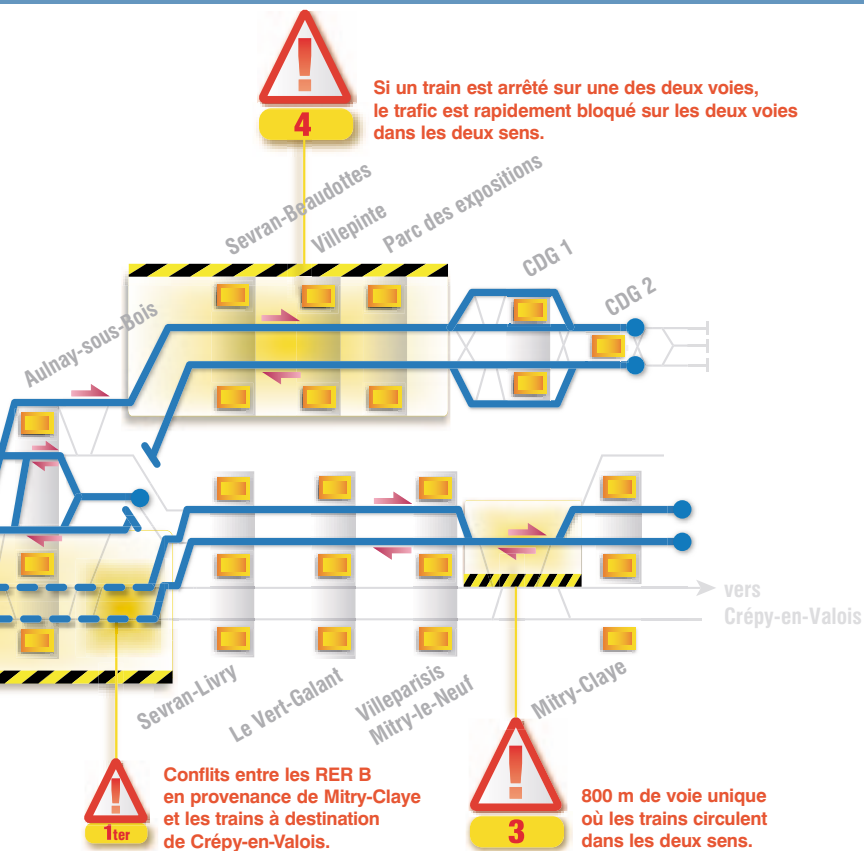 4
Si un train est arrêté sur une des deux voies,
le trafic est rapidement bloqué sur les deux voies
dans les deux sens.
Sevran-Beaudottes
Villepinte
Parc des expositions
CDG 1
CDG 2
Aulnay-sous-Bois
vers
Crépy-en-Valois
Sevran-Livry
Le Vert-Galant
Villeparisis
Mitry-le-Neuf
Mitry-Claye
1ter
Conflits entre les RER B
en provenance de Mitry-Claye
et les trains à destination
de Crépy-en-Valois.
3
800 m de voie unique
où les trains circulent
dans les deux sens.